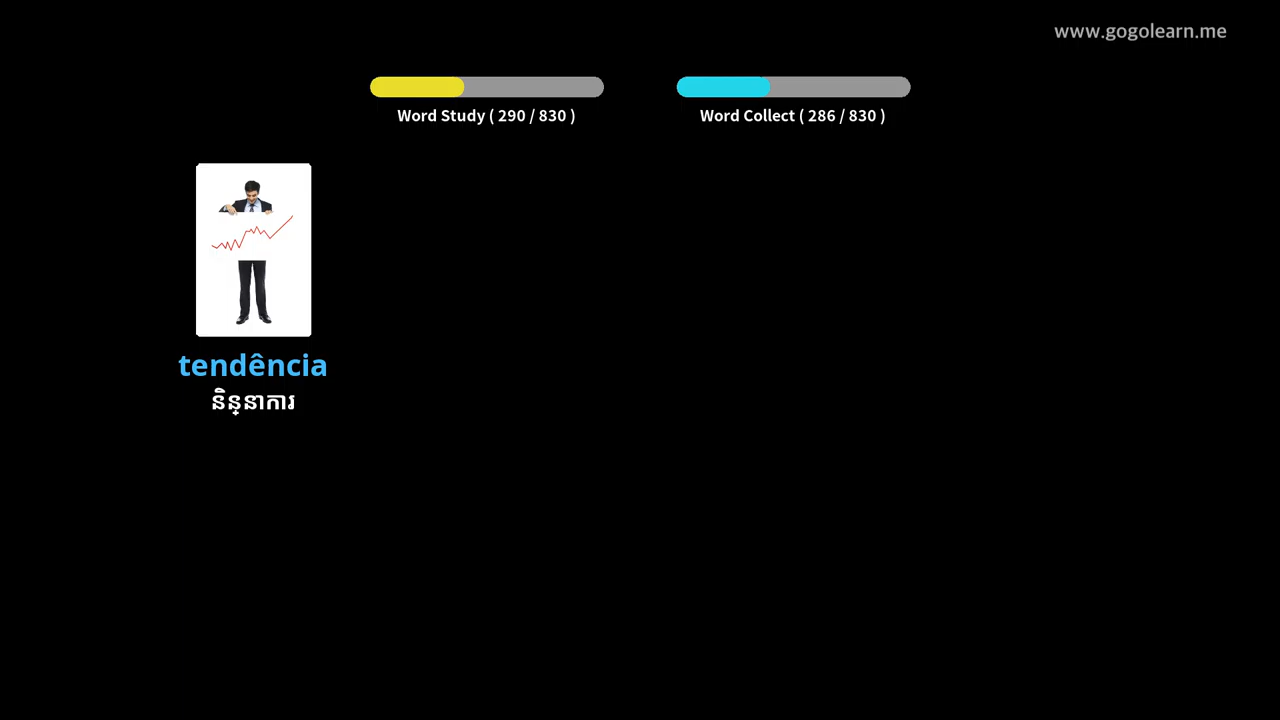 www.gogolearn.me
Word Study ( 290 / 830 )
Word Collect ( 286 / 830 )
tendência
និន្នាការ